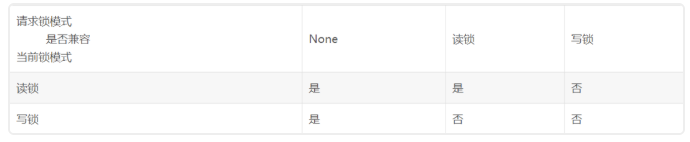 请求锁模式
是否兼容
当前锁模式
None 读锁 写锁
读锁 是 是 否
写锁 是 否 否